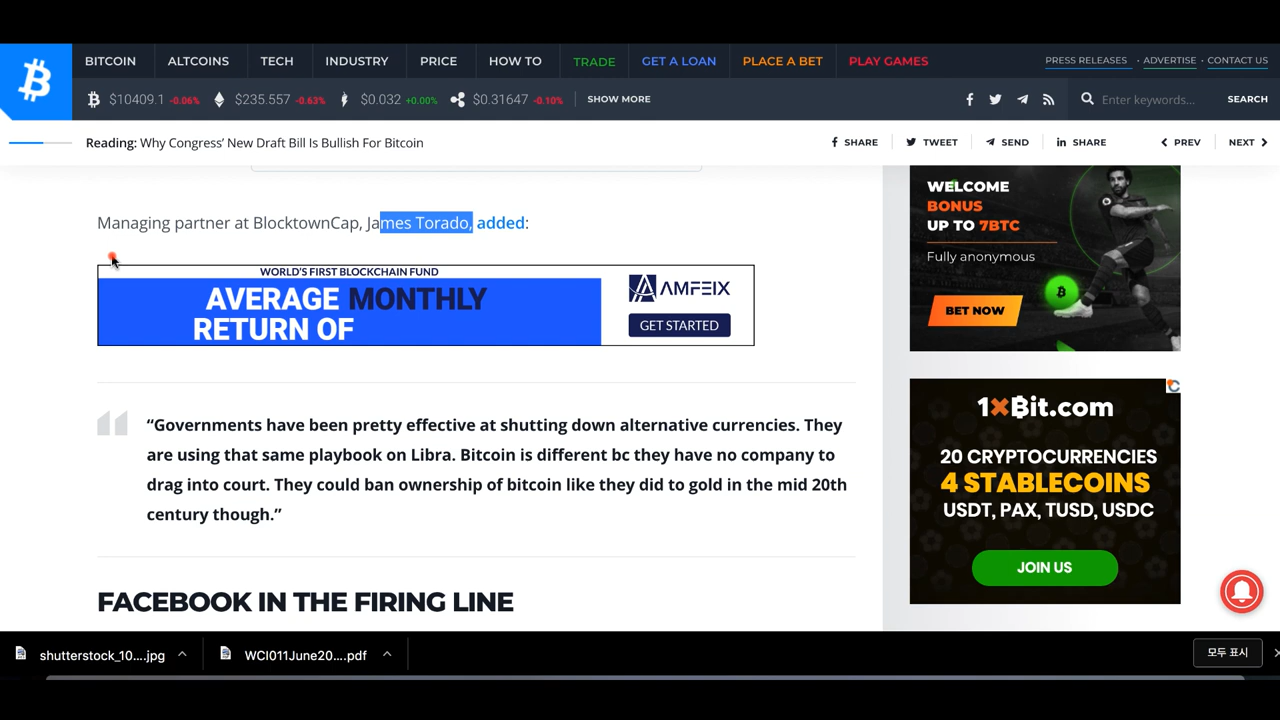 BITCOIN ALTCOINS TECH INDUSTRY PRICE HOW TO TRADE GET A LOAN PLACE A BET PLAY GAMES PRESS RELEASES · ADVERTISE · CONTACT US
$10409.1 -0.06% $235.557 -0.63% $0.032 +0.00% $0.31647 -0.10% SHOW MORE Enter keywords... SEARCH
Reading: Why Congress’ New Draft Bill Is Bullish For Bitcoin SHARE TWEET SEND SHARE PREV NEXT
Managing partner at BlocktownCap, James Torado, added:
WORLD'S FIRST BLOCKCHAIN FUND
AVERAGE MONTHLY
RETURN OF
AMFEIX
GET STARTED
“Governments have been pretty effective at shutting down alternative currencies. They
are using that same playbook on Libra. Bitcoin is different bc they have no company to
drag into court. They could ban ownership of bitcoin like they did to gold in the mid 20th
century though.”
FACEBOOK IN THE FIRING LINE
WELCOME
BONUS
UP TO 7BTC
Fully anonymous
BET NOW
1xBit.com
20 CRYPTOCURRENCIES
4 STABLECOINS
USDT, PAX, TUSD, USDC
JOIN US
shutterstock_10....jpg WCI011June20....pdf 모두 표시